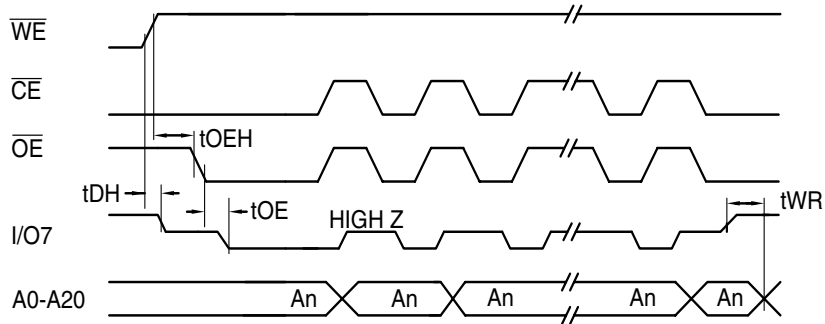 WE
CE
OE
tOEH
tDH
tOE
HIGH Z
tWR
I/O7
A0-A20
An
An
An
An
An